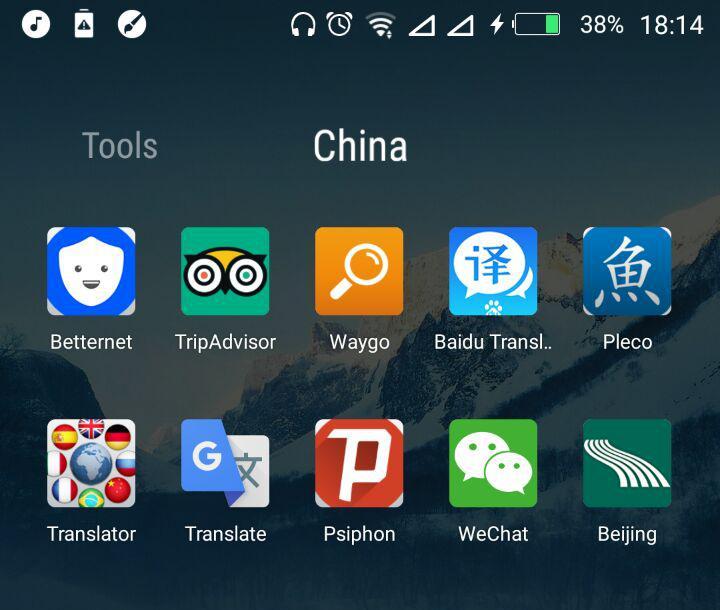 38% 18:14
Tools China
Betternet TripAdvisor Waygo Baidu Transl.. Pleco
译 魚
Translator Translate Psiphon WeChat Beijing
G 文 P